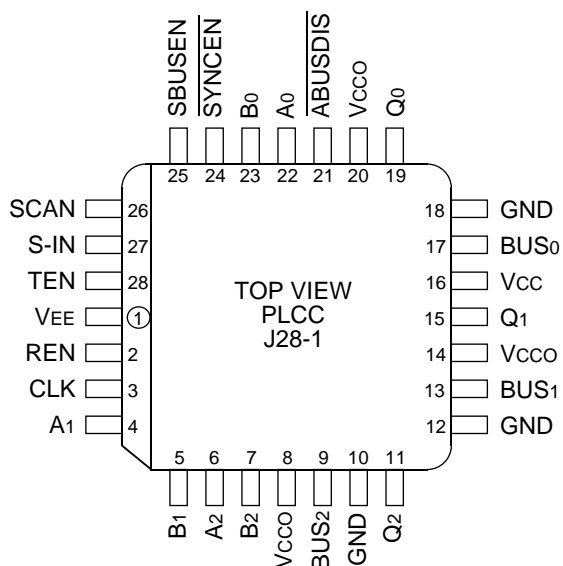 SBUSEN
SYNCEN
B0
A0
ABUSDIS
VCCO
Q0
25 24 23 22 21 20 19
SCAN 26
S-IN 27
TEN 28
VEE 1
REN 2
CLK 3
A1 4
TOP VIEW
PLCC
J28-1
18 GND
17 BUS0
16 VCC
15 Q1
14 VCCO
13 BUS1
12 GND
5 6 7 8 9 10 11
B1
A2
B2
VCCO
BUS2
GND
Q2